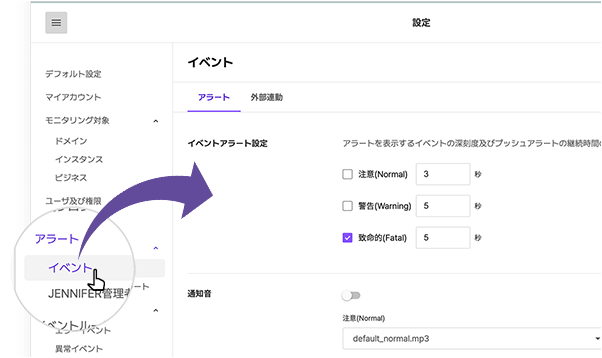 設定
デフォルト設定
マイアカウント
モニタリング対象
ドメイン
インスタンス
ビジネス
ユーザ及び権限
アラート
イベント
JENNIFER管理者
異常イベント
イベント
アラート 外部連動
イベントアラート設定
アラートを表示するイベントの深刻度及びプッシュアラートの継続時間の
注意(Normal) 3 秒
警告(Warning) 5 秒
致命的(Fatal) 5 秒
通知音
注意(Normal)
default_normal.mp3